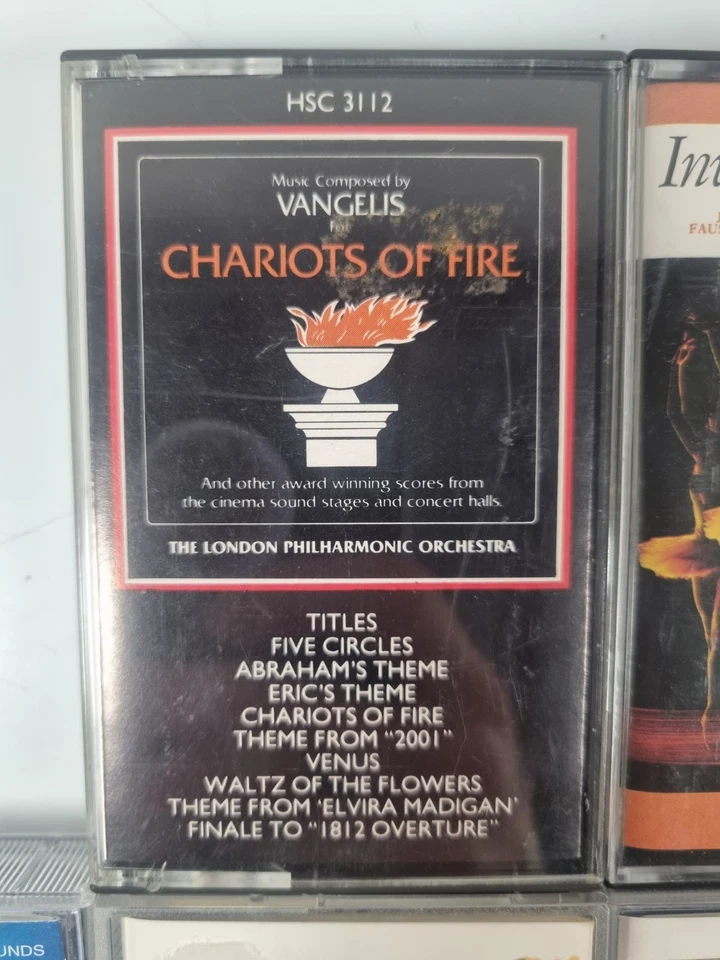 HSC 3112
Music Composed by
VANGELIS
for
CHARIOTS OF FIRE
And other award winning scores from
the cinema sound stages and concert halls.
THE LONDON PHILHARMONIC ORCHESTRA
TITLES
FIVE CIRCLES
ABRAHAM'S THEME
ERIC'S THEME
CHARIOTS OF FIRE
THEME FROM "2001"
VENUS
WALTZ OF THE FLOWERS
THEME FROM 'ELVIRA MADIGAN'
FINALE TO "1812 OVERTURE"